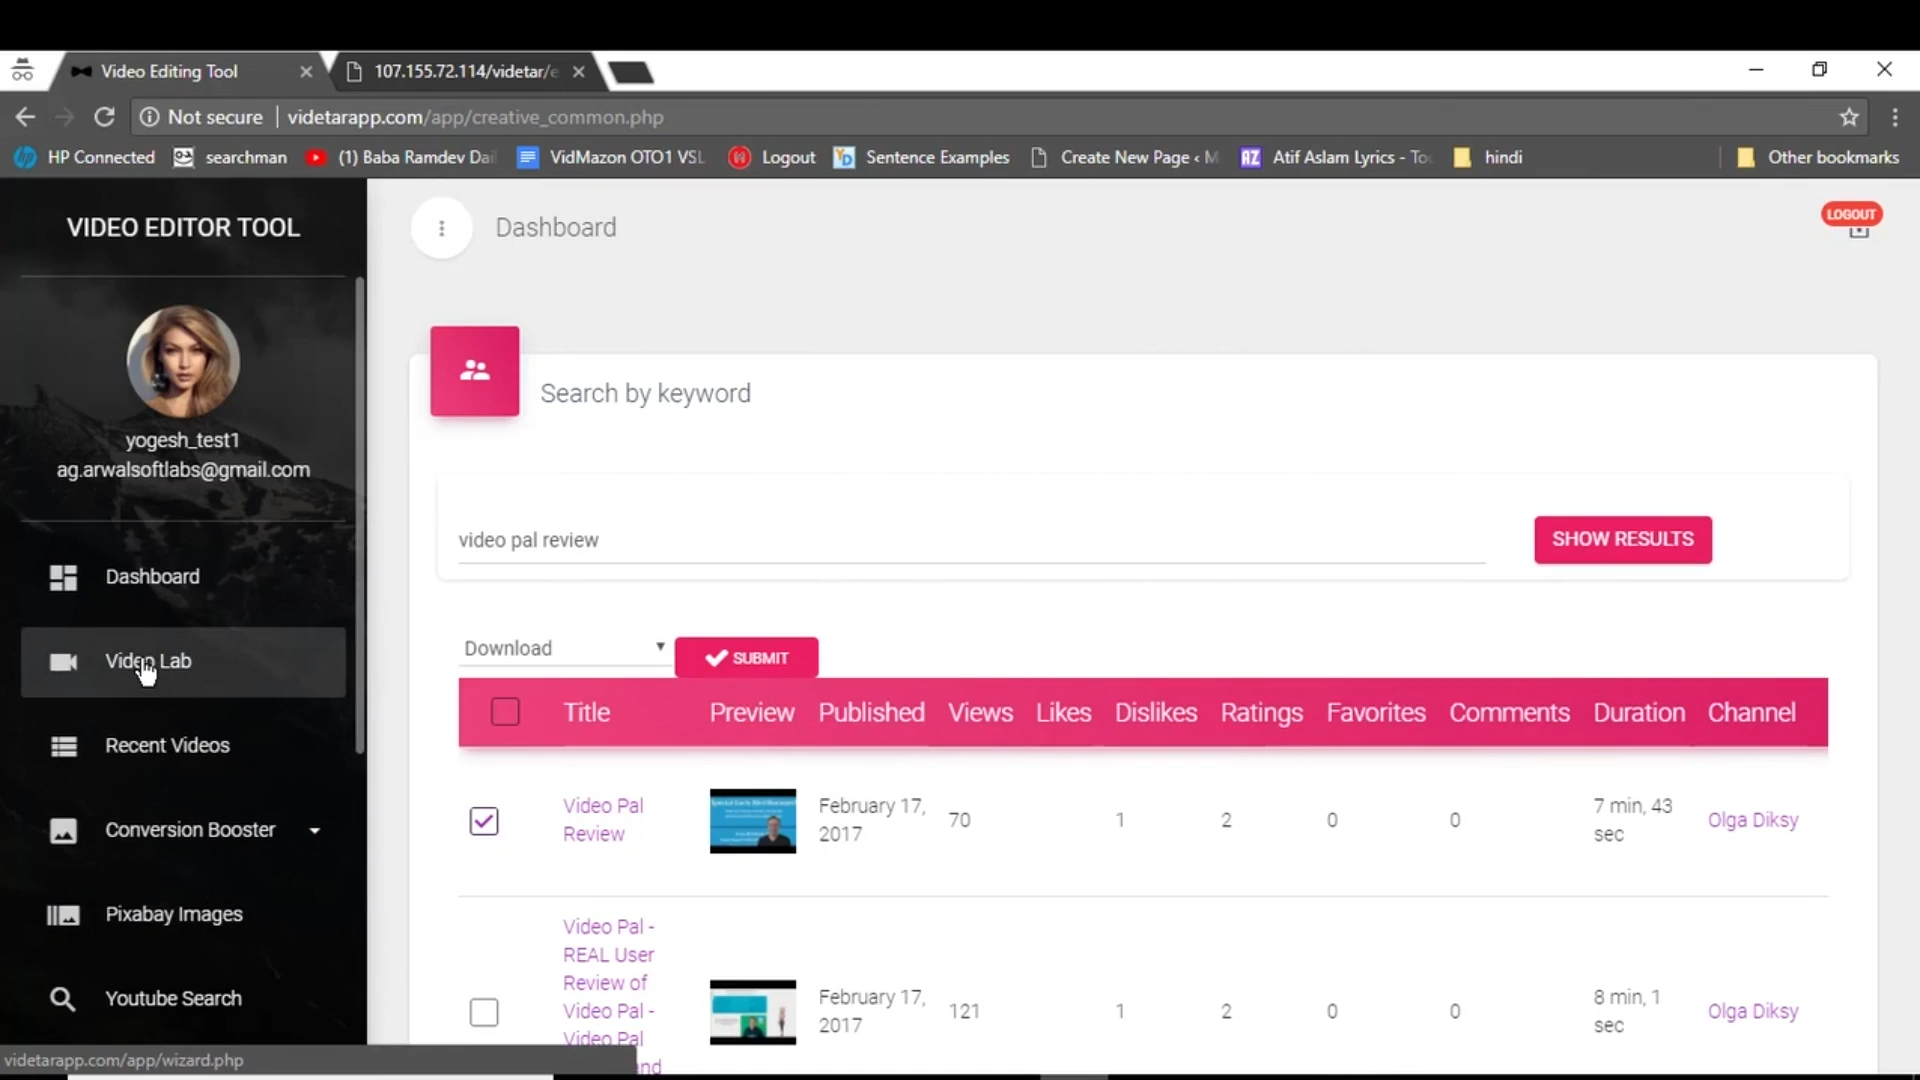 Video Editing Tool
107.155.72.114/videtar/e
Not secure
videtarapp.com/app/creative_common.php
HP Connected
searchman
(1) Baba Ramdev Dai
VidMazon OTO1 VSL
Logout
Sentence Examples
Create New Page ‹ M
AZ
Atif Aslam Lyrics - To
hindi
Other bookmarks
VIDEO EDITOR TOOL
yogesh_test1
ag.arwalsoftlabs@gmail.com
Dashboard
Video Lab
Recent Videos
Conversion Booster
Pixabay Images
Youtube Search
videtarapp.com/app/wizard.php
Dashboard
LOGOUT
Search by keyword
video pal review
SHOW RESULTS
Download
SUBMIT
Title Preview Published Views Likes Dislikes Ratings Favorites Comments Duration Channel
Video Pal
Review
February 17,
2017
70
1
2
0
0
7 min, 43
sec
Olga Diksy
Video Pal -
REAL User
Review of
Video Pal -
Video Pal
and
February 17,
2017
121
1
2
0
0
8 min, 1
sec
Olga Diksy